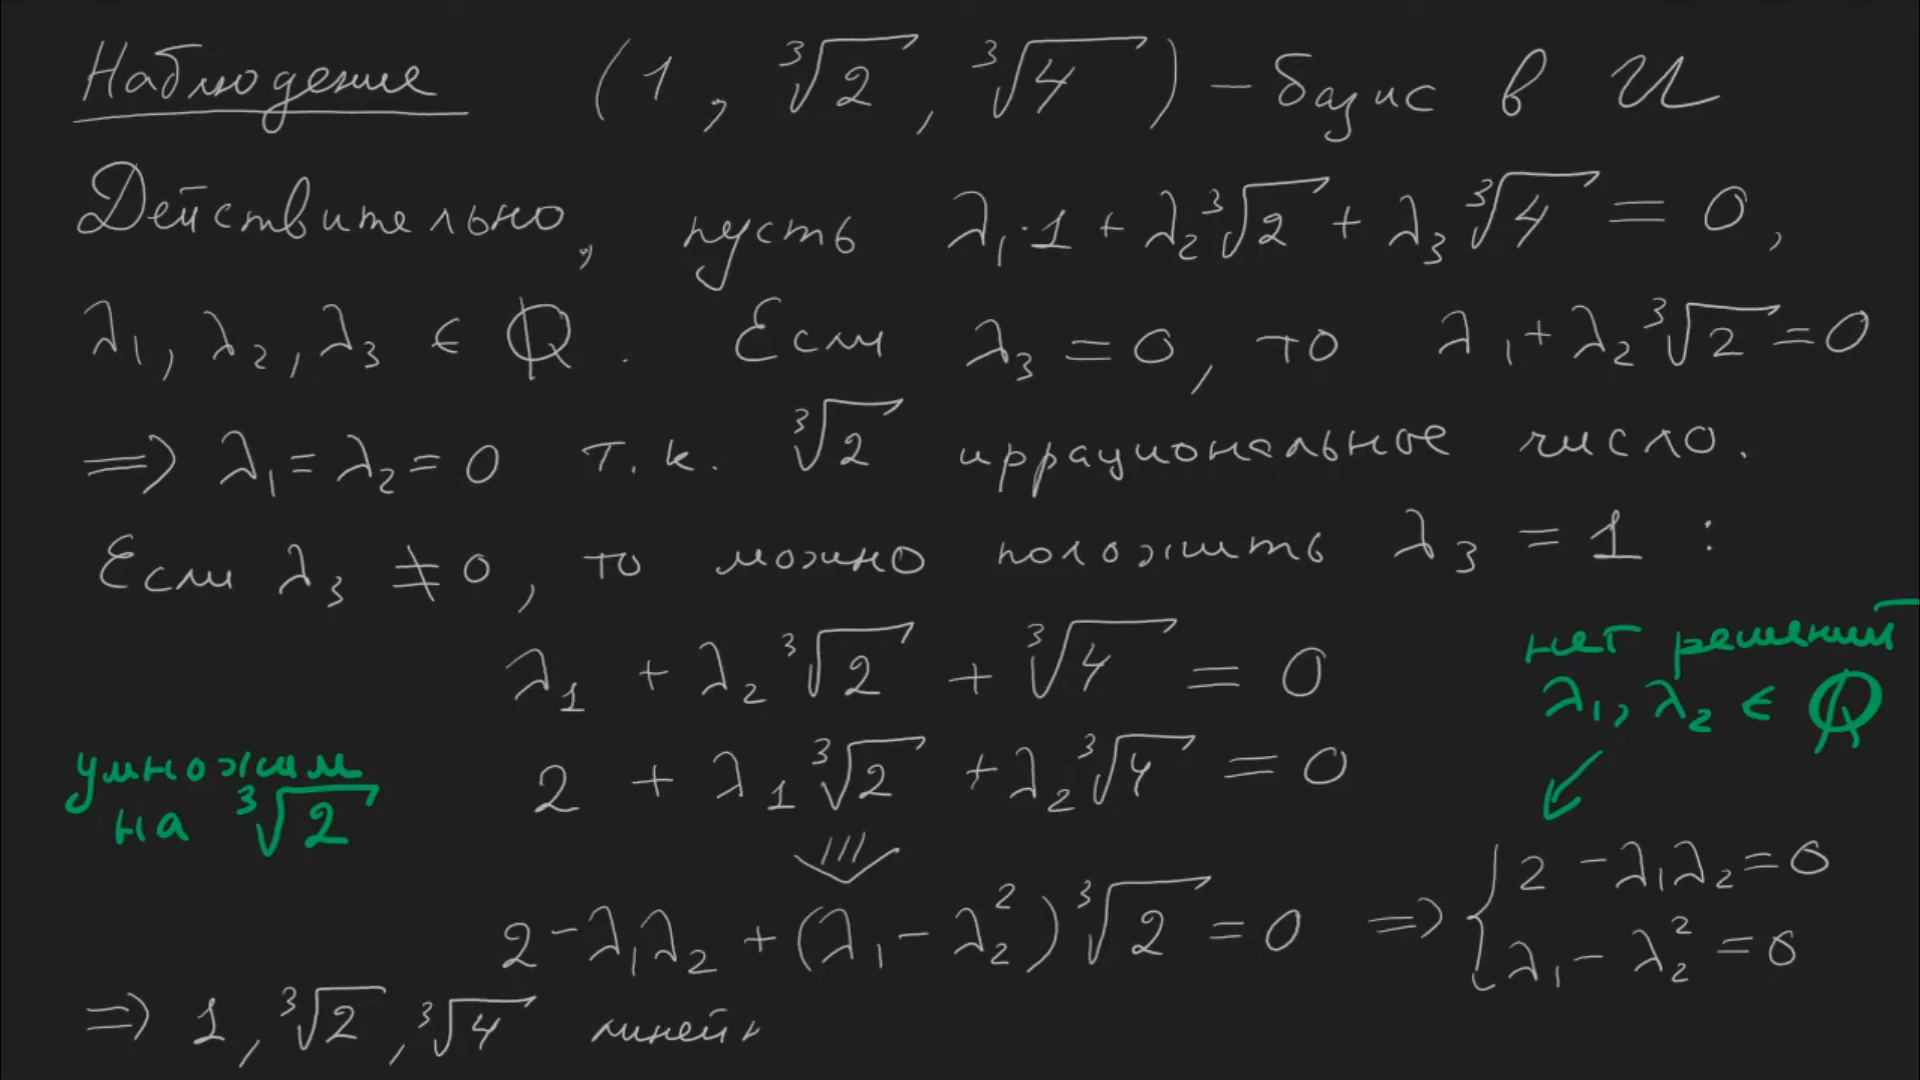 Наблюдение (1, ∛2, ∛4) – базис в U
Действительно, пусть λ₁·1 + λ₂∛2 + λ₃∛4 = 0,
λ₁, λ₂, λ₃ ∈ ℚ. Если λ₃ = 0, то λ₁ + λ₂∛2 = 0
⇒ λ₁ = λ₂ = 0 т.к. ∛2 иррациональное число.
Если λ₃ ≠ 0, то можно положить λ₃ = 1 :
нет решений
λ₁, λ₂ ∈ ℚ
λ₁ + λ₂∛2 + ∛4 = 0
умножим
на ∛2
2 + λ₁∛2 + λ₂∛4 = 0
2 - λ₁λ₂ + (λ₁ - λ₂²)∛2 = 0 ⇒
{ 2 - λ₁λ₂ = 0
λ₁ - λ₂² = 0
⇒ 1, ∛2, ∛4 линейн